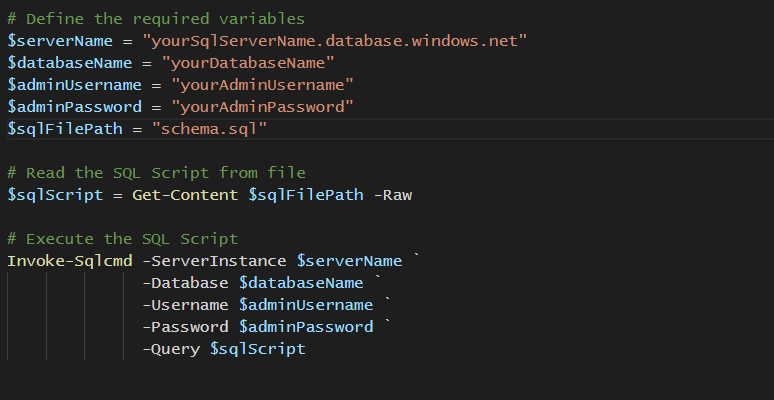 # Define the required variables
$serverName = "yourSqlServerName.database.windows.net"
$databaseName = "yourDatabaseName"
$adminUsername = "yourAdminUsername"
$adminPassword = "yourAdminPassword"
$sqlFilePath = "schema.sql"
# Read the SQL Script from file
$sqlScript = Get-Content $sqlFilePath -Raw
# Execute the SQL Script
Invoke-Sqlcmd -ServerInstance $serverName `
-Database $databaseName `
-Username $adminUsername `
-Password $adminPassword `
-Query $sqlScript